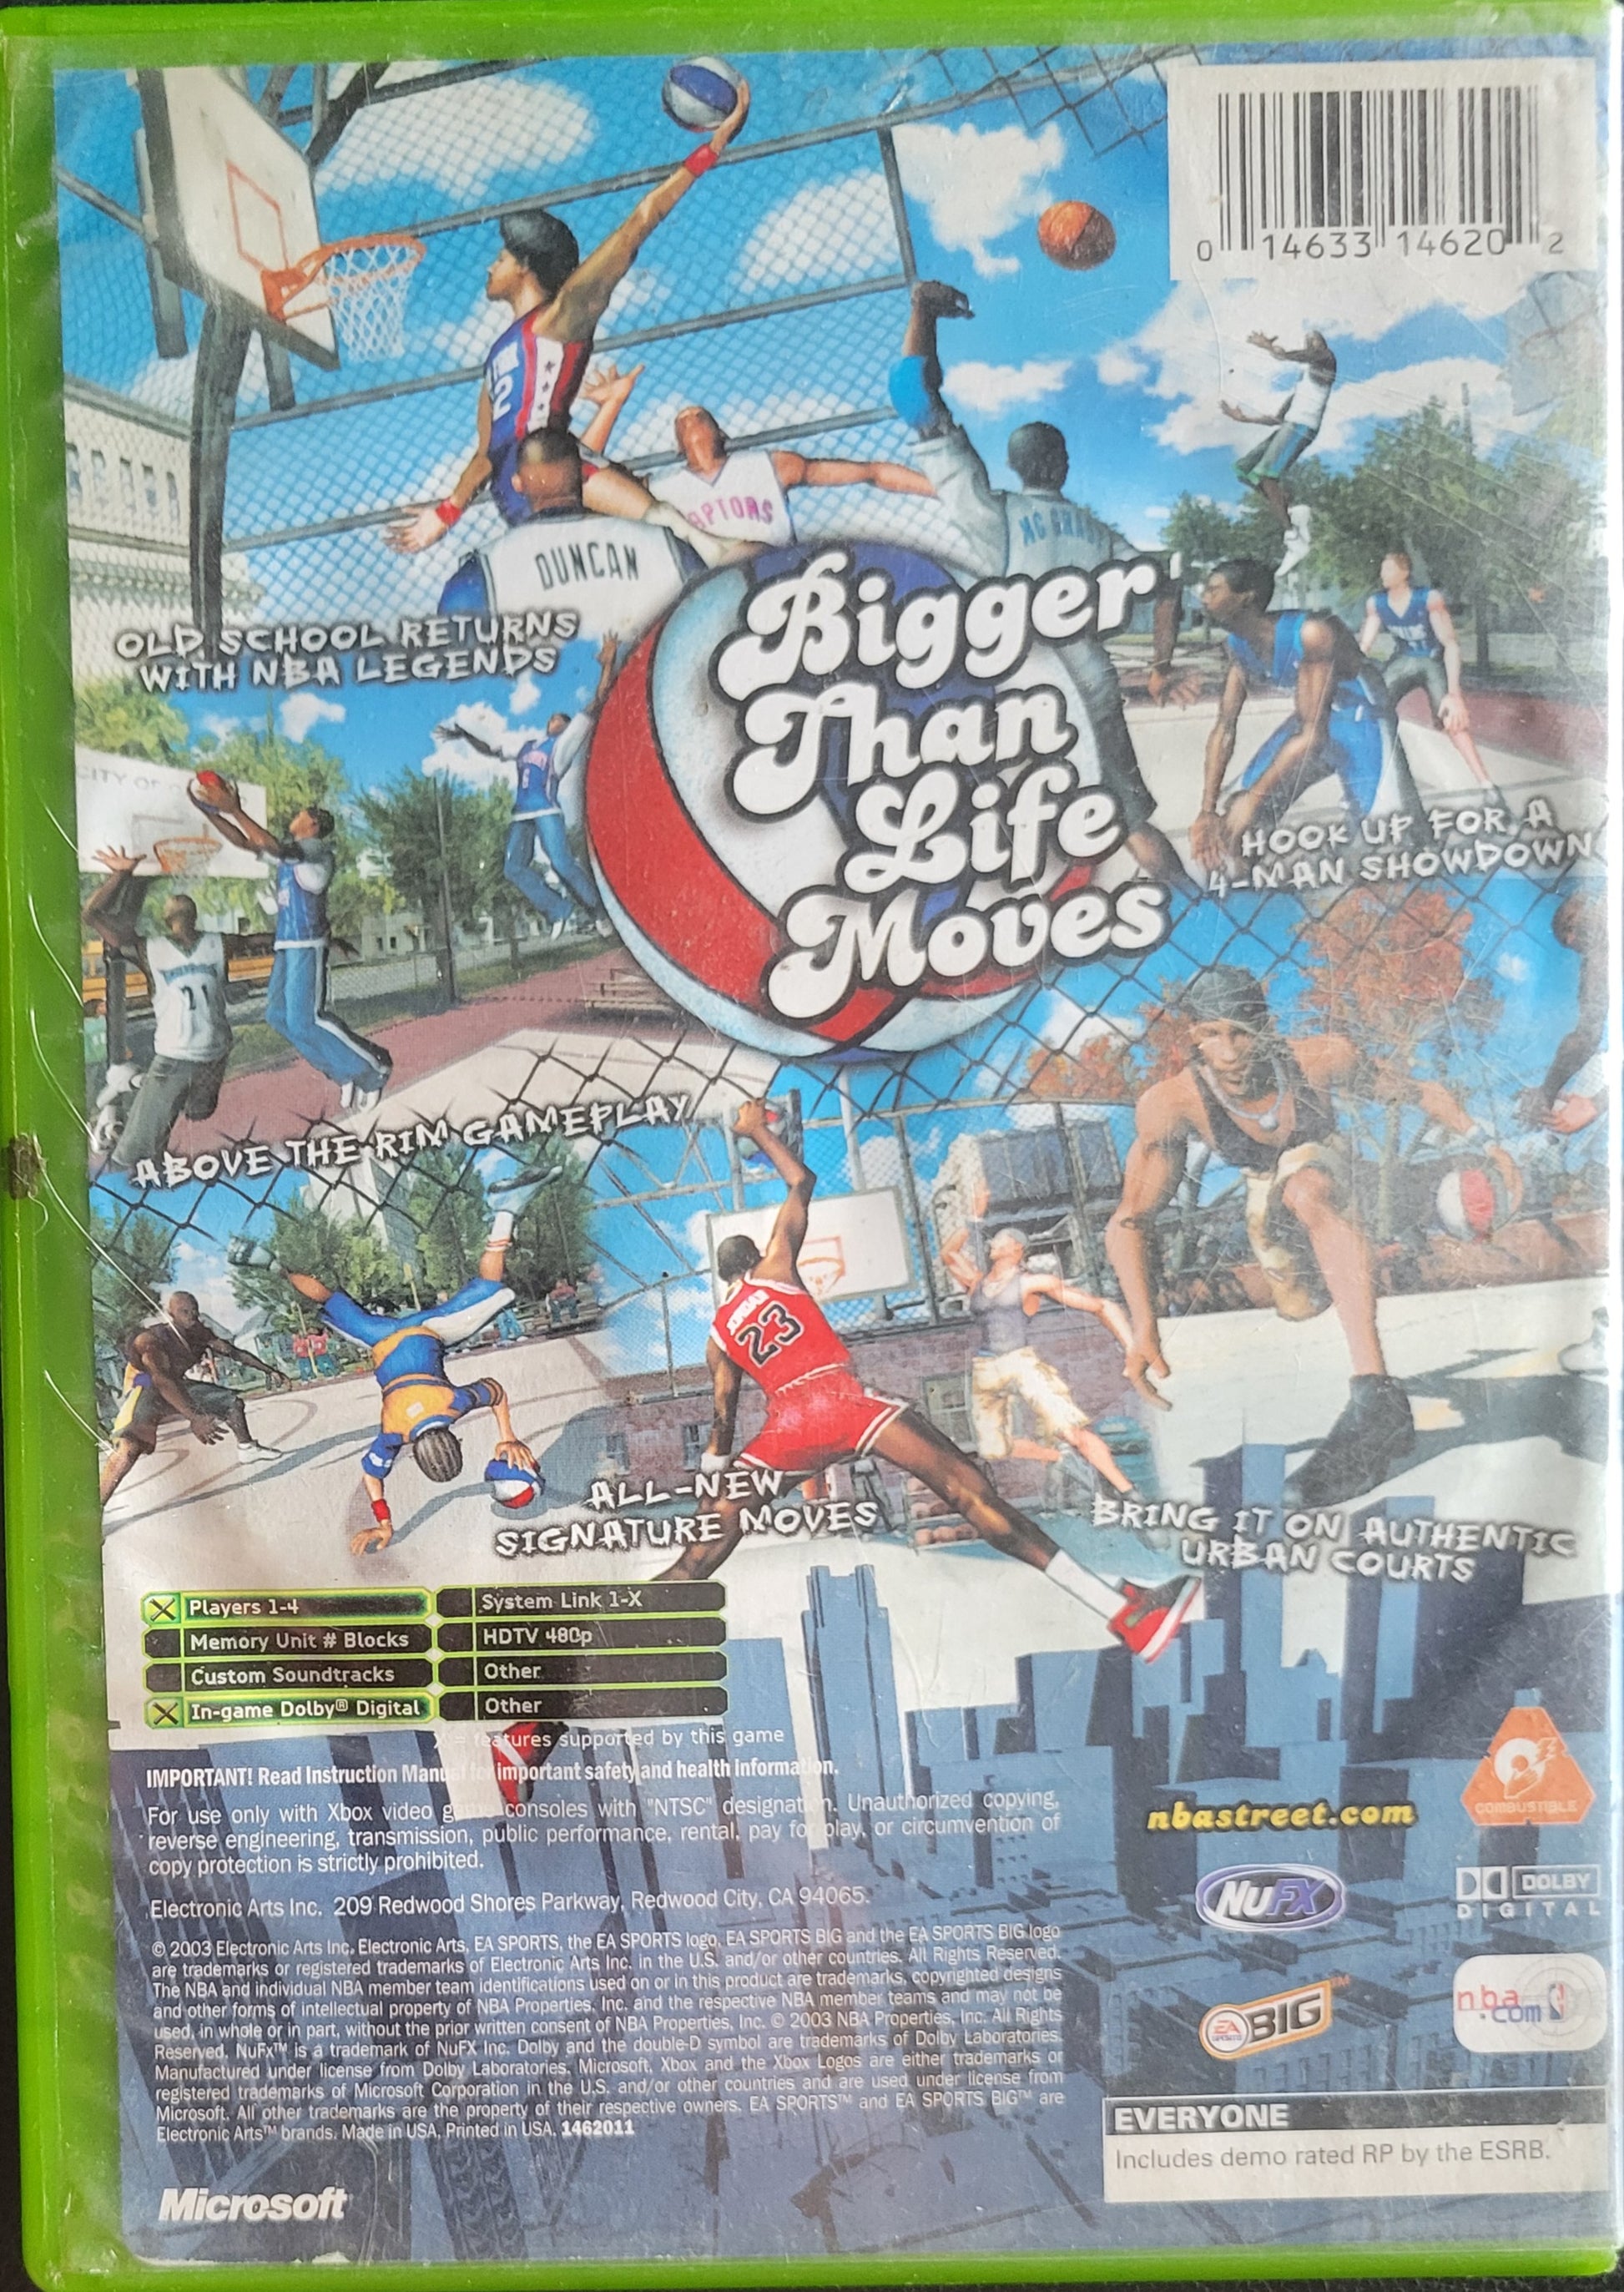 0 14633 14620 2
DUNCAN
OLD SCHOOL RETURNS
WITH NBA LEGENDS
Bigger
Than
Life
Moves
CITY OF
21
HOOK UP FOR A
4-MAN SHOWDOWN
ABOVE THE RIM GAMEPLAY
JORDAN
23
ALL-NEW
SIGNATURE MOVES
BRING IT ON AUTHENTIC
URBAN COURTS
Players 1-4
System Link 1-X
Memory Unit # Blocks
HDTV 480p
Custom Soundtracks
Other
In-game Dolby® Digital
Other
X = features supported by this game
IMPORTANT! Read Instruction Manual for important safety and health Information.
For use only with Xbox video game consoles with "NTSC" designation. Unauthorized copying,
reverse engineering, transmission, public performance, rental, pay for play, or circumvention of
copy protection is strictly prohibited.
Electronic Arts Inc. 209 Redwood Shores Parkway, Redwood City, CA 94065.
© 2003 Electronic Arts Inc. Electronic Arts, EA SPORTS, the EA SPORTS logo, EA SPORTS BIG and the EA SPORTS BIG logo
are trademarks or registered trademarks of Electronic Arts Inc. in the U.S. and/or other countries. All Rights Reserved.
The NBA and individual NBA member team identifications used on or in this product are trademarks, copyrighted designs
and other forms of intellectual property of NBA Properties, Inc. and the respective NBA member teams and may not be
used, in whole or in part, without the prior written consent of NBA Properties, Inc. © 2003 NBA Properties, Inc. All Rights
Reserved. NuFx™ is a trademark of NuFX Inc. Dolby and the double-D symbol are trademarks of Dolby Laboratories.
Manufactured under license from Dolby Laboratories. Microsoft, Xbox and the Xbox Logos are either trademarks or
registered trademarks of Microsoft Corporation in the U.S. and/or other countries and are used under license from
Microsoft. All other trademarks are the property of their respective owners. EA SPORTS™ and EA SPORTS BIG™ are
Electronic Arts™ brands. Made in USA. Printed in USA. 1462011
Microsoft
nbastreet.com
COMBUSTIBLE
NuFX
DOLBY
DIGITAL
EA SPORTS BIG™
nba
.com
EVERYONE
Includes demo rated RP by the ESRB.